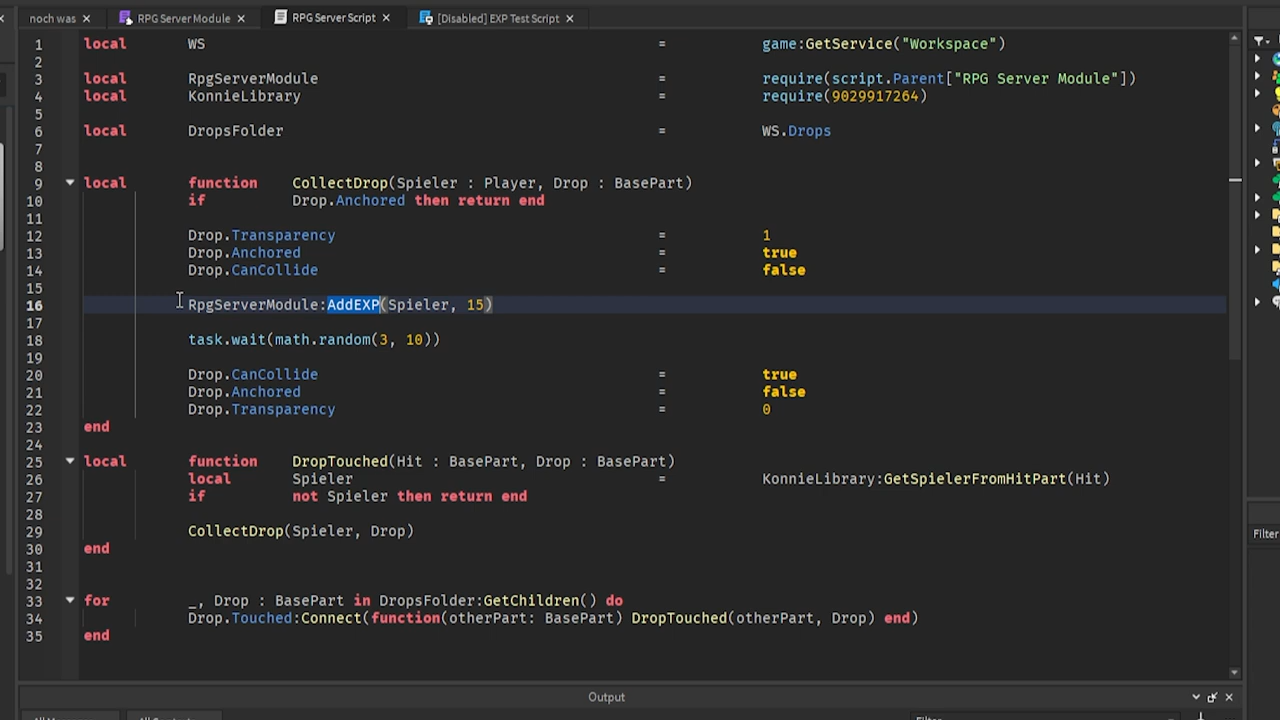 noch was × RPG Server Module × RPG Server Script × [Disabled] EXP Test Script ×
1 local WS = game:GetService("Workspace")
2
3 local RpgServerModule = require(script.Parent["RPG Server Module"])
4 local KonnieLibrary = require(9029917264)
5
6 local DropsFolder = WS.Drops
7
8
9 local function CollectDrop(Spieler : Player, Drop : BasePart)
10 if Drop.Anchored then return end
11
12 Drop.Transparency = 1
13 Drop.Anchored = true
14 Drop.CanCollide = false
15
16 RpgServerModule:AddEXP(Spieler, 15)
17
18 task.wait(math.random(3, 10))
19
20 Drop.CanCollide = true
21 Drop.Anchored = false
22 Drop.Transparency = 0
23 end
24
25 local function DropTouched(Hit : BasePart, Drop : BasePart)
26 local Spieler = KonnieLibrary:GetSpielerFromHitPart(Hit)
27 if not Spieler then return end
28
29 CollectDrop(Spieler, Drop)
30 end
31
32
33 for _, Drop : BasePart in DropsFolder:GetChildren() do
34 Drop.Touched:Connect(function(otherPart: BasePart) DropTouched(otherPart, Drop) end)
35 end
Filter
Output